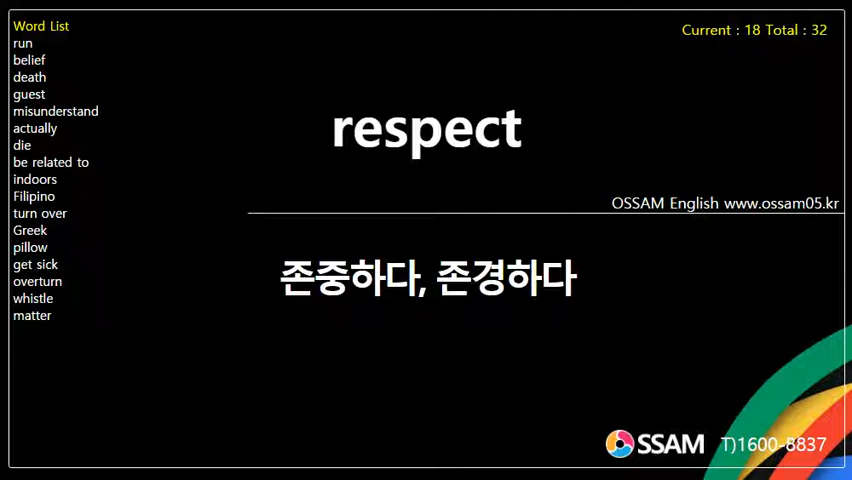 Word List
run
belief
death
guest
misunderstand
actually
die
be related to
indoors
Filipino
turn over
Greek
pillow
get sick
overturn
whistle
matter
Current : 18 Total : 32
respect
OSSAM English www.ossam05.kr
존중하다, 존경하다
OSSAM T)1600-8837